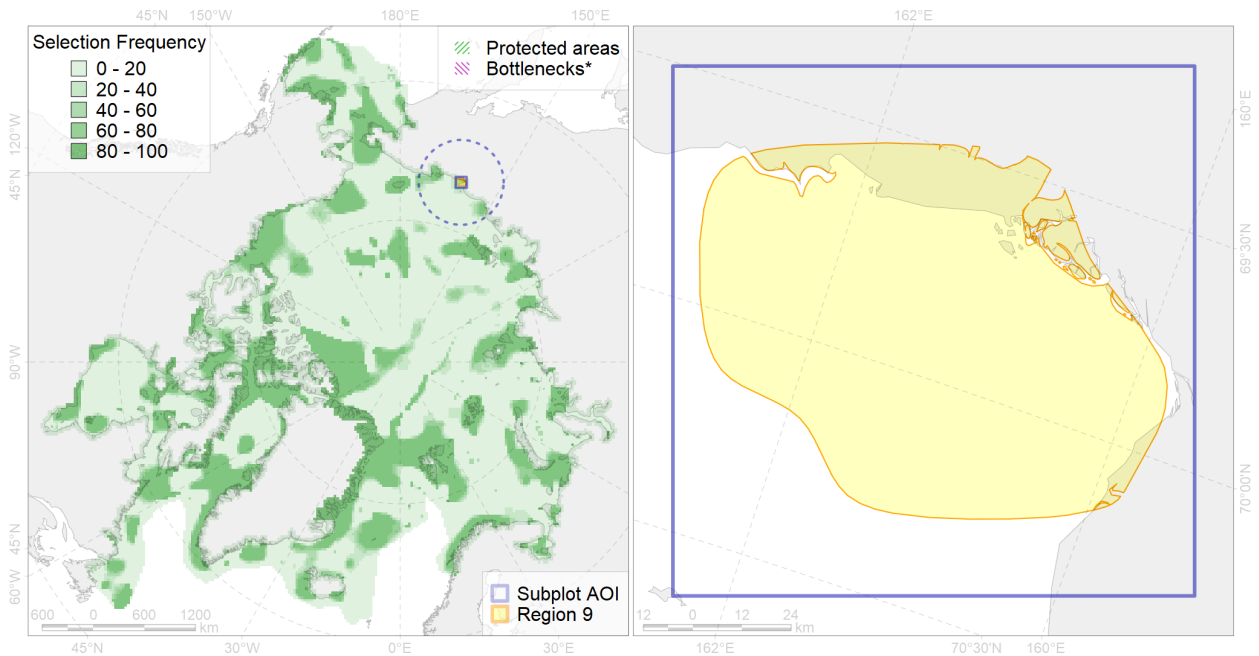 45°N 150°W 180°E 150°E 162°E
Selection Frequency
0 - 20
20 - 40
40 - 60
60 - 80
80 - 100
Protected areas
Bottlenecks*
120°W
45°N
90°W
45°N
60°W
160°E
69°30'N
70°00'N
Subplot AOI
Region 9
600 0 600 1200
km
12 0 12 24
km
45°N 30°W 0°E 30°E 162°E 70°30'N 160°E